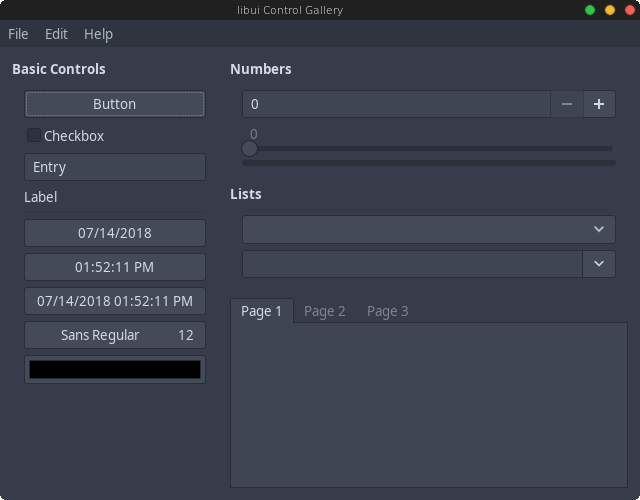 libui Control Gallery
File Edit Help
Basic Controls
Button
Checkbox
Entry
Label
07/14/2018
01:52:11 PM
07/14/2018 01:52:11 PM
Sans Regular 12
Numbers
0
0
Lists
Page 1 Page 2 Page 3